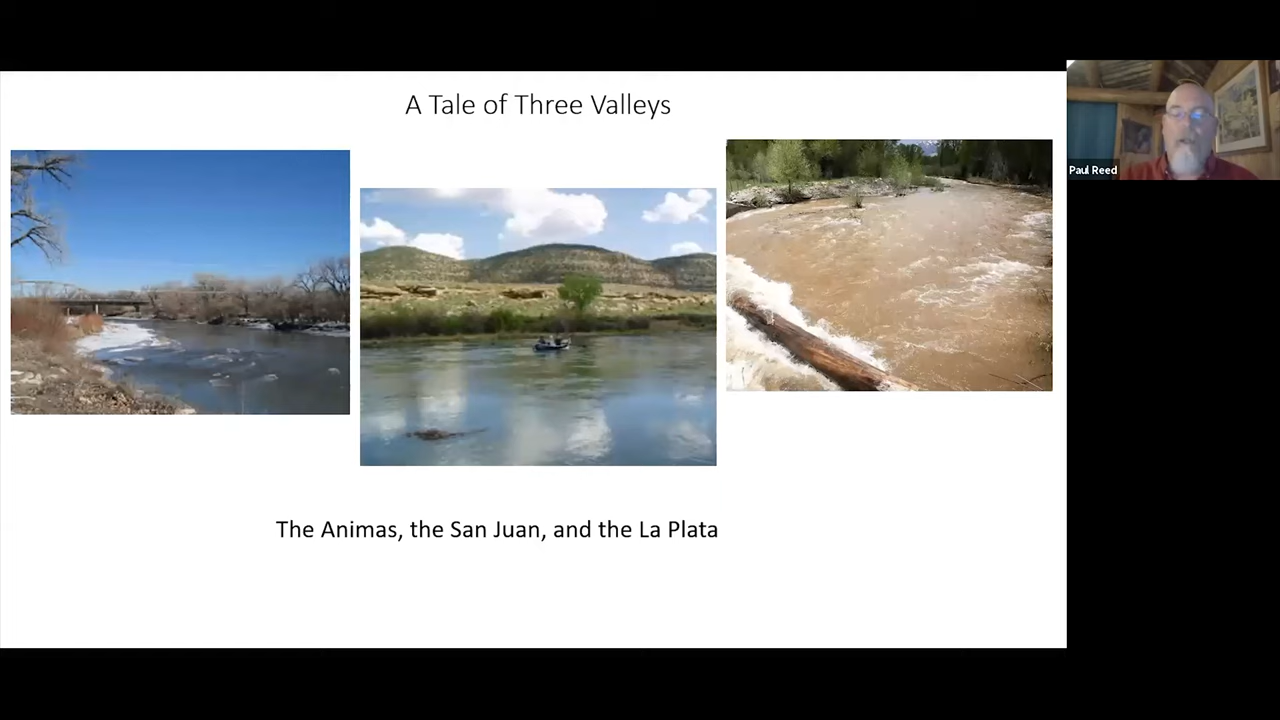 A Tale of Three Valleys
Paul Reed
The Animas, the San Juan, and the La Plata